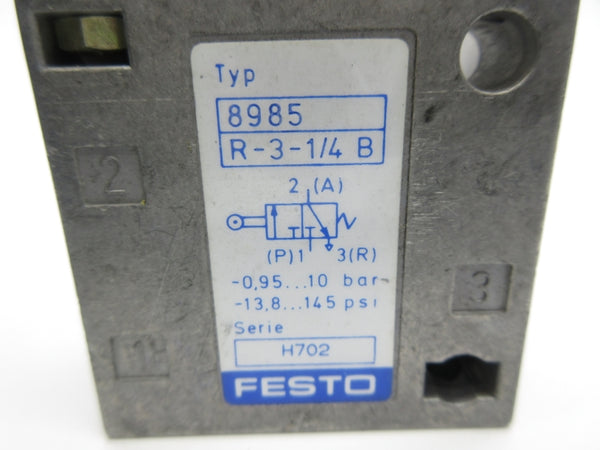 Typ
8985
R-3-1/4 B
2 (A)
(P) 1 3(R)
-0,95...10 bar
-13,8...145 psi
Serie
H702
FESTO
2
3
1